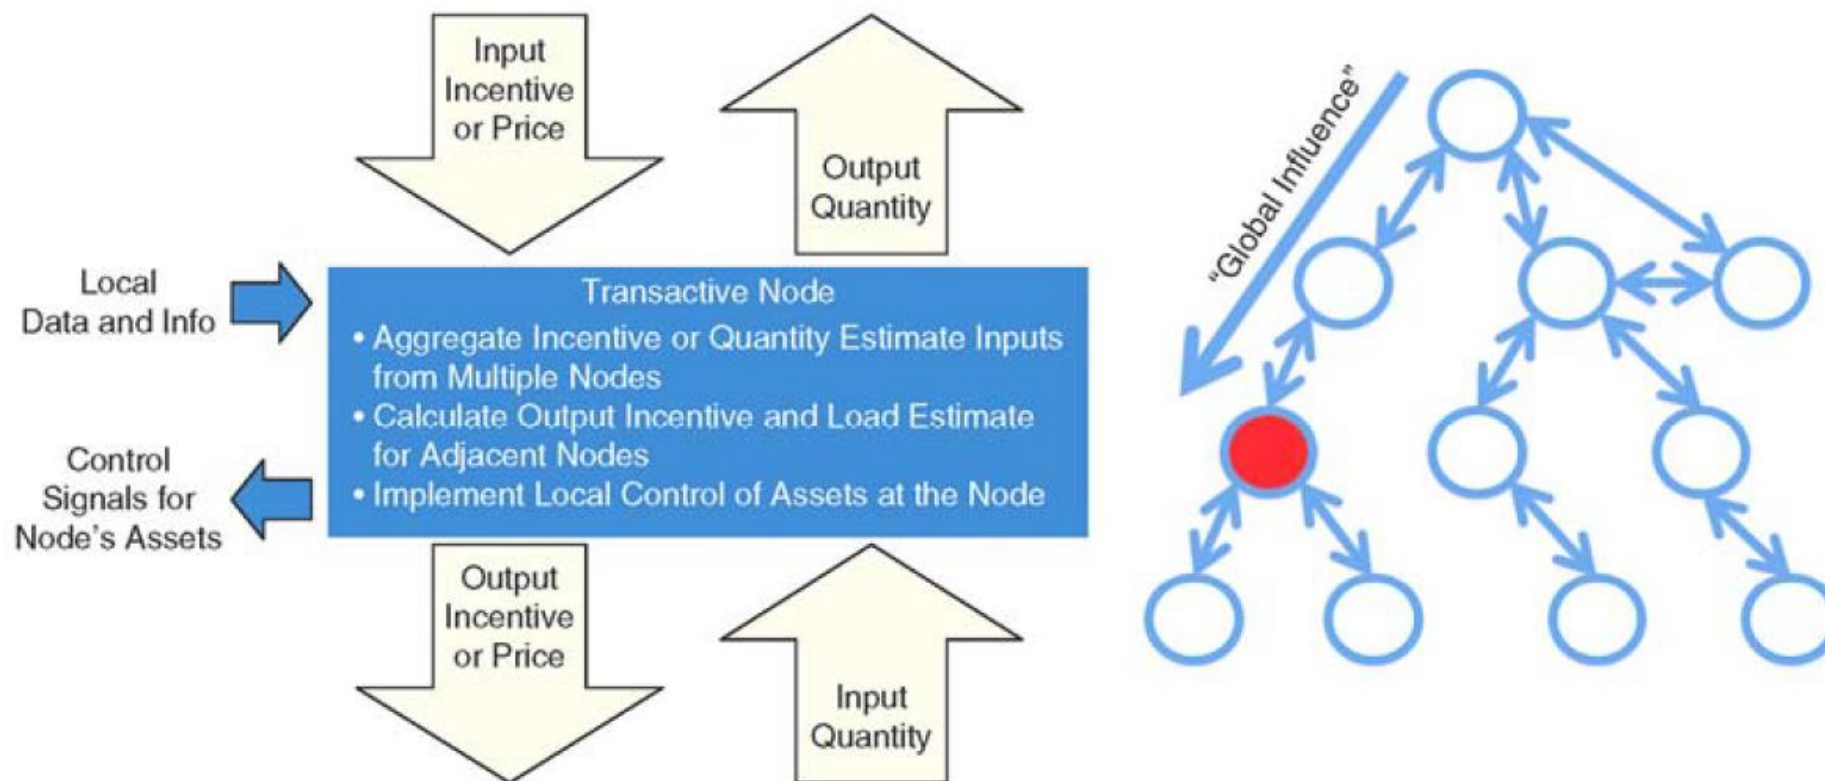 Input
Incentive
or Price
Output
Quantity
Local
Data and Info
Transactive Node
• Aggregate Incentive or Quantity Estimate Inputs
from Multiple Nodes
• Calculate Output Incentive and Load Estimate
for Adjacent Nodes
• Implement Local Control of Assets at the Node
Control
Signals for
Node's Assets
Output
Incentive
or Price
Input
Quantity
"Global Influence"